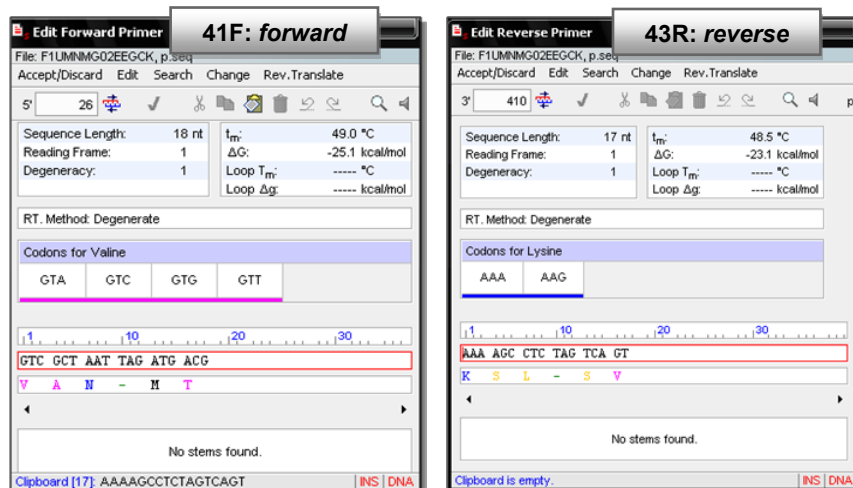 Edit Forward Primer
41F: forward
File: F1UMNMG02EEGCK, p.seq
Accept/Discard Edit Search Change Rev.Translate
5' 26
Sequence Length: 18 nt
Reading Frame: 1
Degeneracy: 1
tm: 49.0 °C
ΔG: -25.1 kcal/mol
Loop Tm: ----- °C
Loop Δg: ----- kcal/mol
RT. Method: Degenerate
Codons for Valine
GTA GTC GTG GTT
1 10 20 30
GTC GCT AAT TAG ATG ACG
V A N - M T
No stems found.
Clipboard [17]: AAAAGCCTCTAGTCAGT INS DNA
Edit Reverse Primer
43R: reverse
File: F1UMNMG02EEGCK, p.seq
Accept/Discard Edit Search Change Rev.Translate
3' 410 p
Sequence Length: 17 nt
Reading Frame: 1
Degeneracy: 1
tm: 48.5 °C
ΔG: -23.1 kcal/mol
Loop Tm: ----- °C
Loop Δg: ----- kcal/mol
RT. Method: Degenerate
Codons for Lysine
AAA AAG
1 10 20 30
AAA AGC CTC TAG TCA GT
K S L - S V
No stems found.
Clipboard is empty. INS DNA